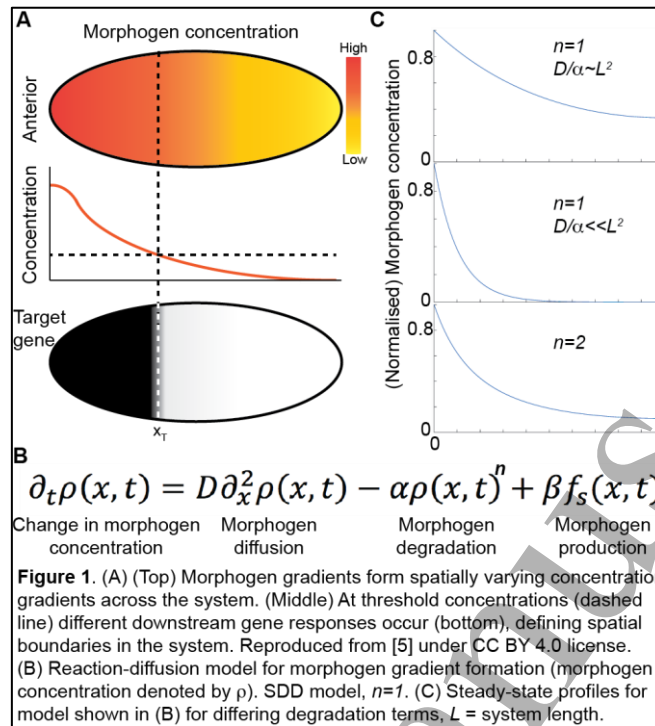 A
Morphogen concentration
High
Low
Anterior
Concentration
Target
gene
x_T
C
(Normalised) Morphogen concentration
0.8
n=1
D/α~L²
0
0.8
n=1
D/α<<L²
0
0.8
n=2
0
0
B
∂ₜρ(x, t) = D∂ₓ²ρ(x, t) − αρ(x, t)ⁿ + βfₛ(x, t)
Change in morphogen concentration
Morphogen diffusion
Morphogen degradation
Morphogen production
Figure 1. (A) (Top) Morphogen gradients form spatially varying concentratio
gradients across the system. (Middle) At threshold concentrations (dashed
line) different downstream gene responses occur (bottom), defining spatial
boundaries in the system. Reproduced from [5] under CC BY 4.0 license.
(B) Reaction-diffusion model for morphogen gradient formation (morphogen
concentration denoted by ρ). SDD model, n=1. (C) Steady-state profiles for
model shown in (B) for differing degradation terms, L = system length.